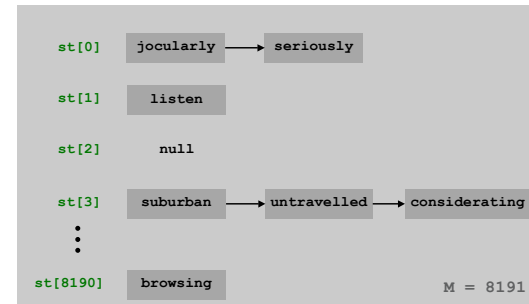 st[0] jocularly seriously
st[1] listen
st[2] null
st[3] suburban untravelled considerating
st[8190] browsing
M = 8191